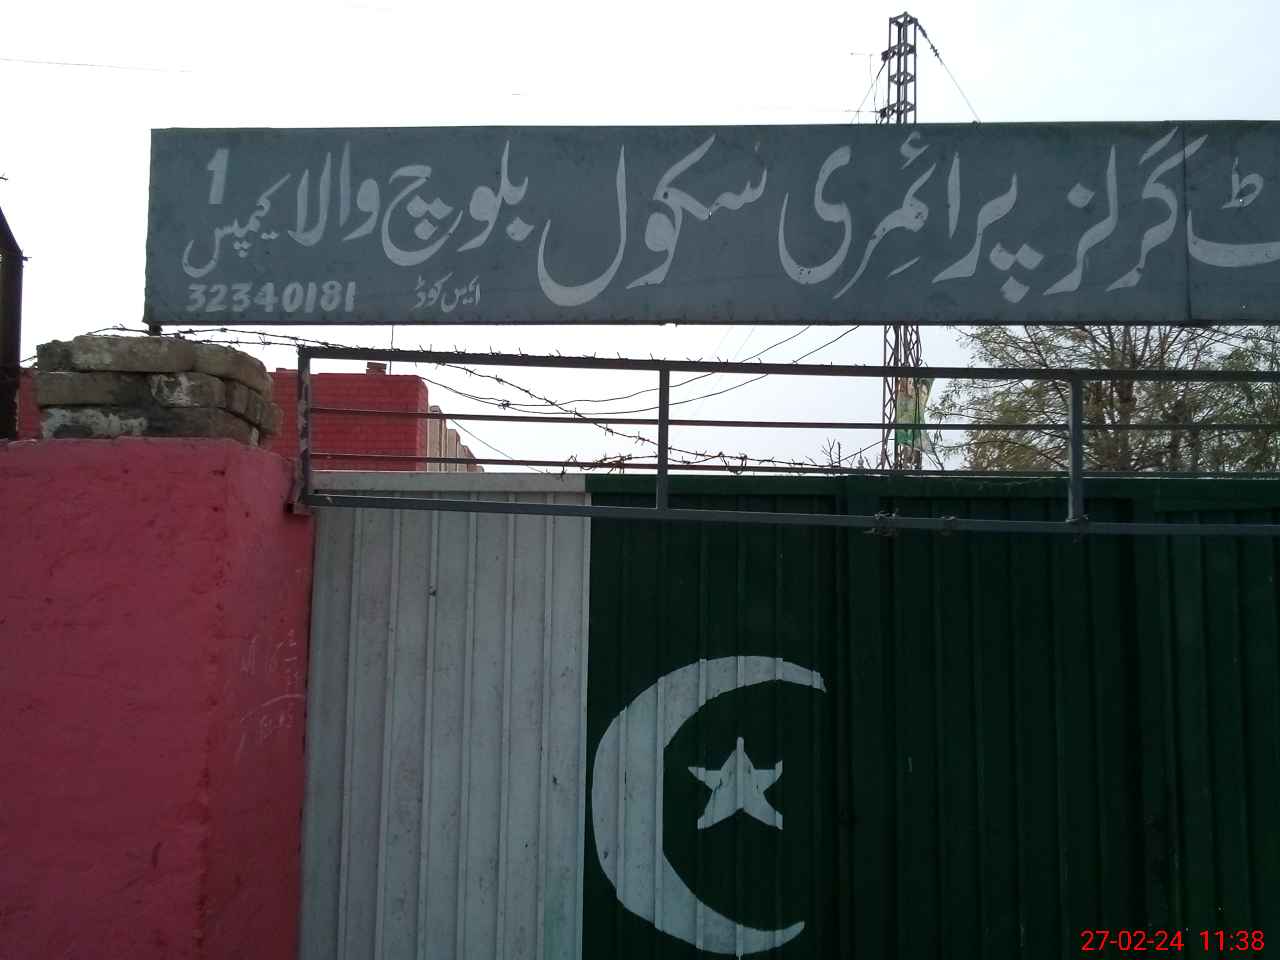 ٹ گرلز پرائمری سکول بلوچ والا کیمپس 1
ایمس کوڈ 32340181
27-02-24 11:38